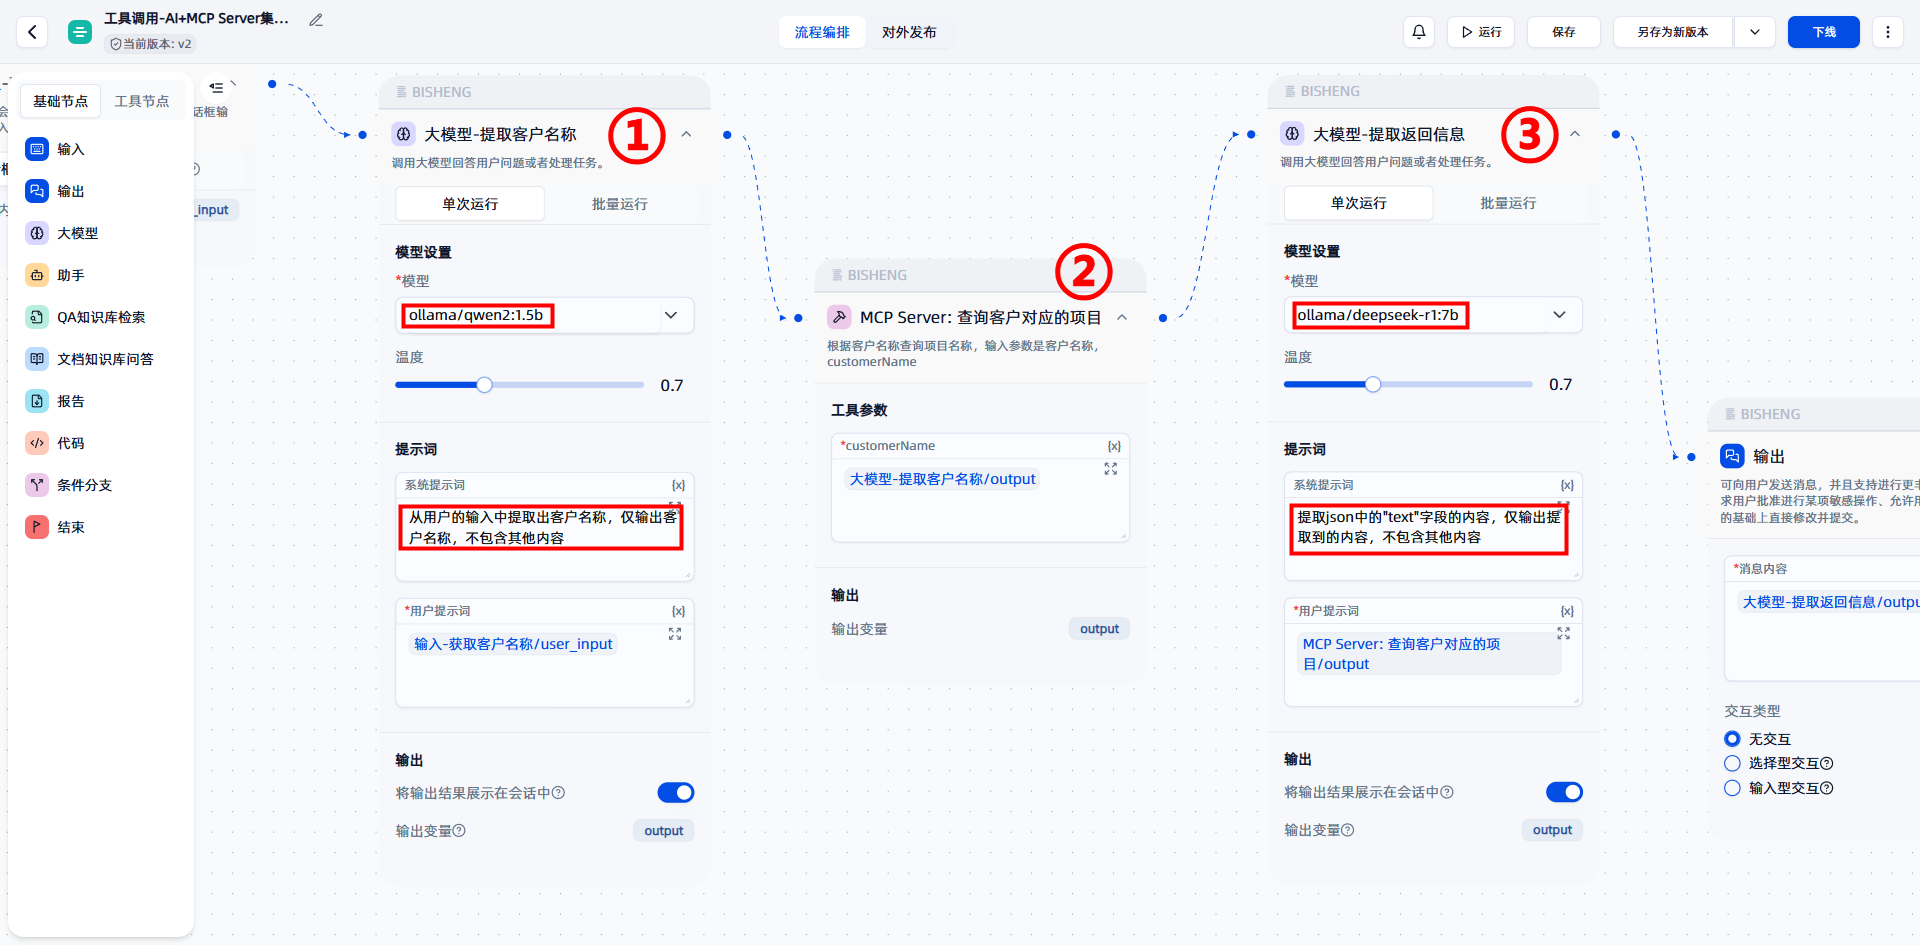 工具调用-AI+MCP Server集...
当前版本: v2
流程编排
对外发布
运行
保存
另存为新版本
下线
基础节点
工具节点
输入
输出
大模型
助手
QA知识库检索
文档知识库问答
报告
代码
条件分支
结束
话框输
_input
BISHENG
大模型-提取客户名称
①
调用大模型回答用户问题或者处理任务。
单次运行
批量运行
模型设置
*模型
ollama/qwen2:1.5b
温度
0.7
提示词
系统提示词
{x}
从用户的输入中提取出客户名称，仅输出客
户名称，不包含其他内容
*用户提示词
{x}
输入-获取客户名称/user_input
输出
将输出结果展示在会话中
输出变量
output
BISHENG
②
MCP Server: 查询客户对应的项目
根据客户名称查询项目名称，输入参数是客户名称，
customerName
工具参数
*customerName
{x}
大模型-提取客户名称/output
输出
输出变量
output
BISHENG
大模型-提取返回信息
③
调用大模型回答用户问题或者处理任务。
单次运行
批量运行
模型设置
*模型
ollama/deepseek-r1:7b
温度
0.7
提示词
系统提示词
{x}
提取json中的"text"字段的内容，仅输出提
取到的内容，不包含其他内容
*用户提示词
{x}
MCP Server: 查询客户对应的项
目/output
输出
将输出结果展示在会话中
输出变量
output
BISHENG
输出
可向用户发送消息，并且支持进行更丰
求用户批准进行某项敏感操作、允许用
的基础上直接修改并提交。
*消息内容
大模型-提取返回信息/outpu
交互类型
无交互
选择型交互
输入型交互